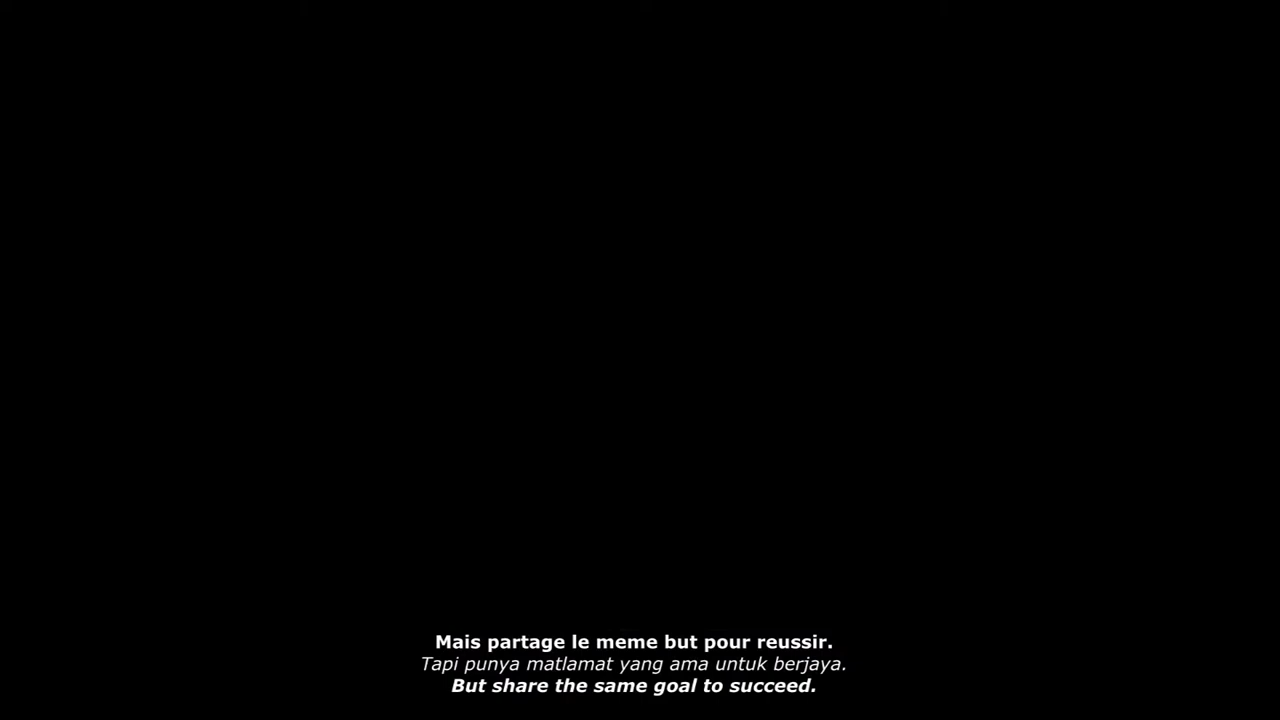 Mais partage le meme but pour reussir.
Tapi punya matlamat yang ama untuk berjaya.
But share the same goal to succeed.